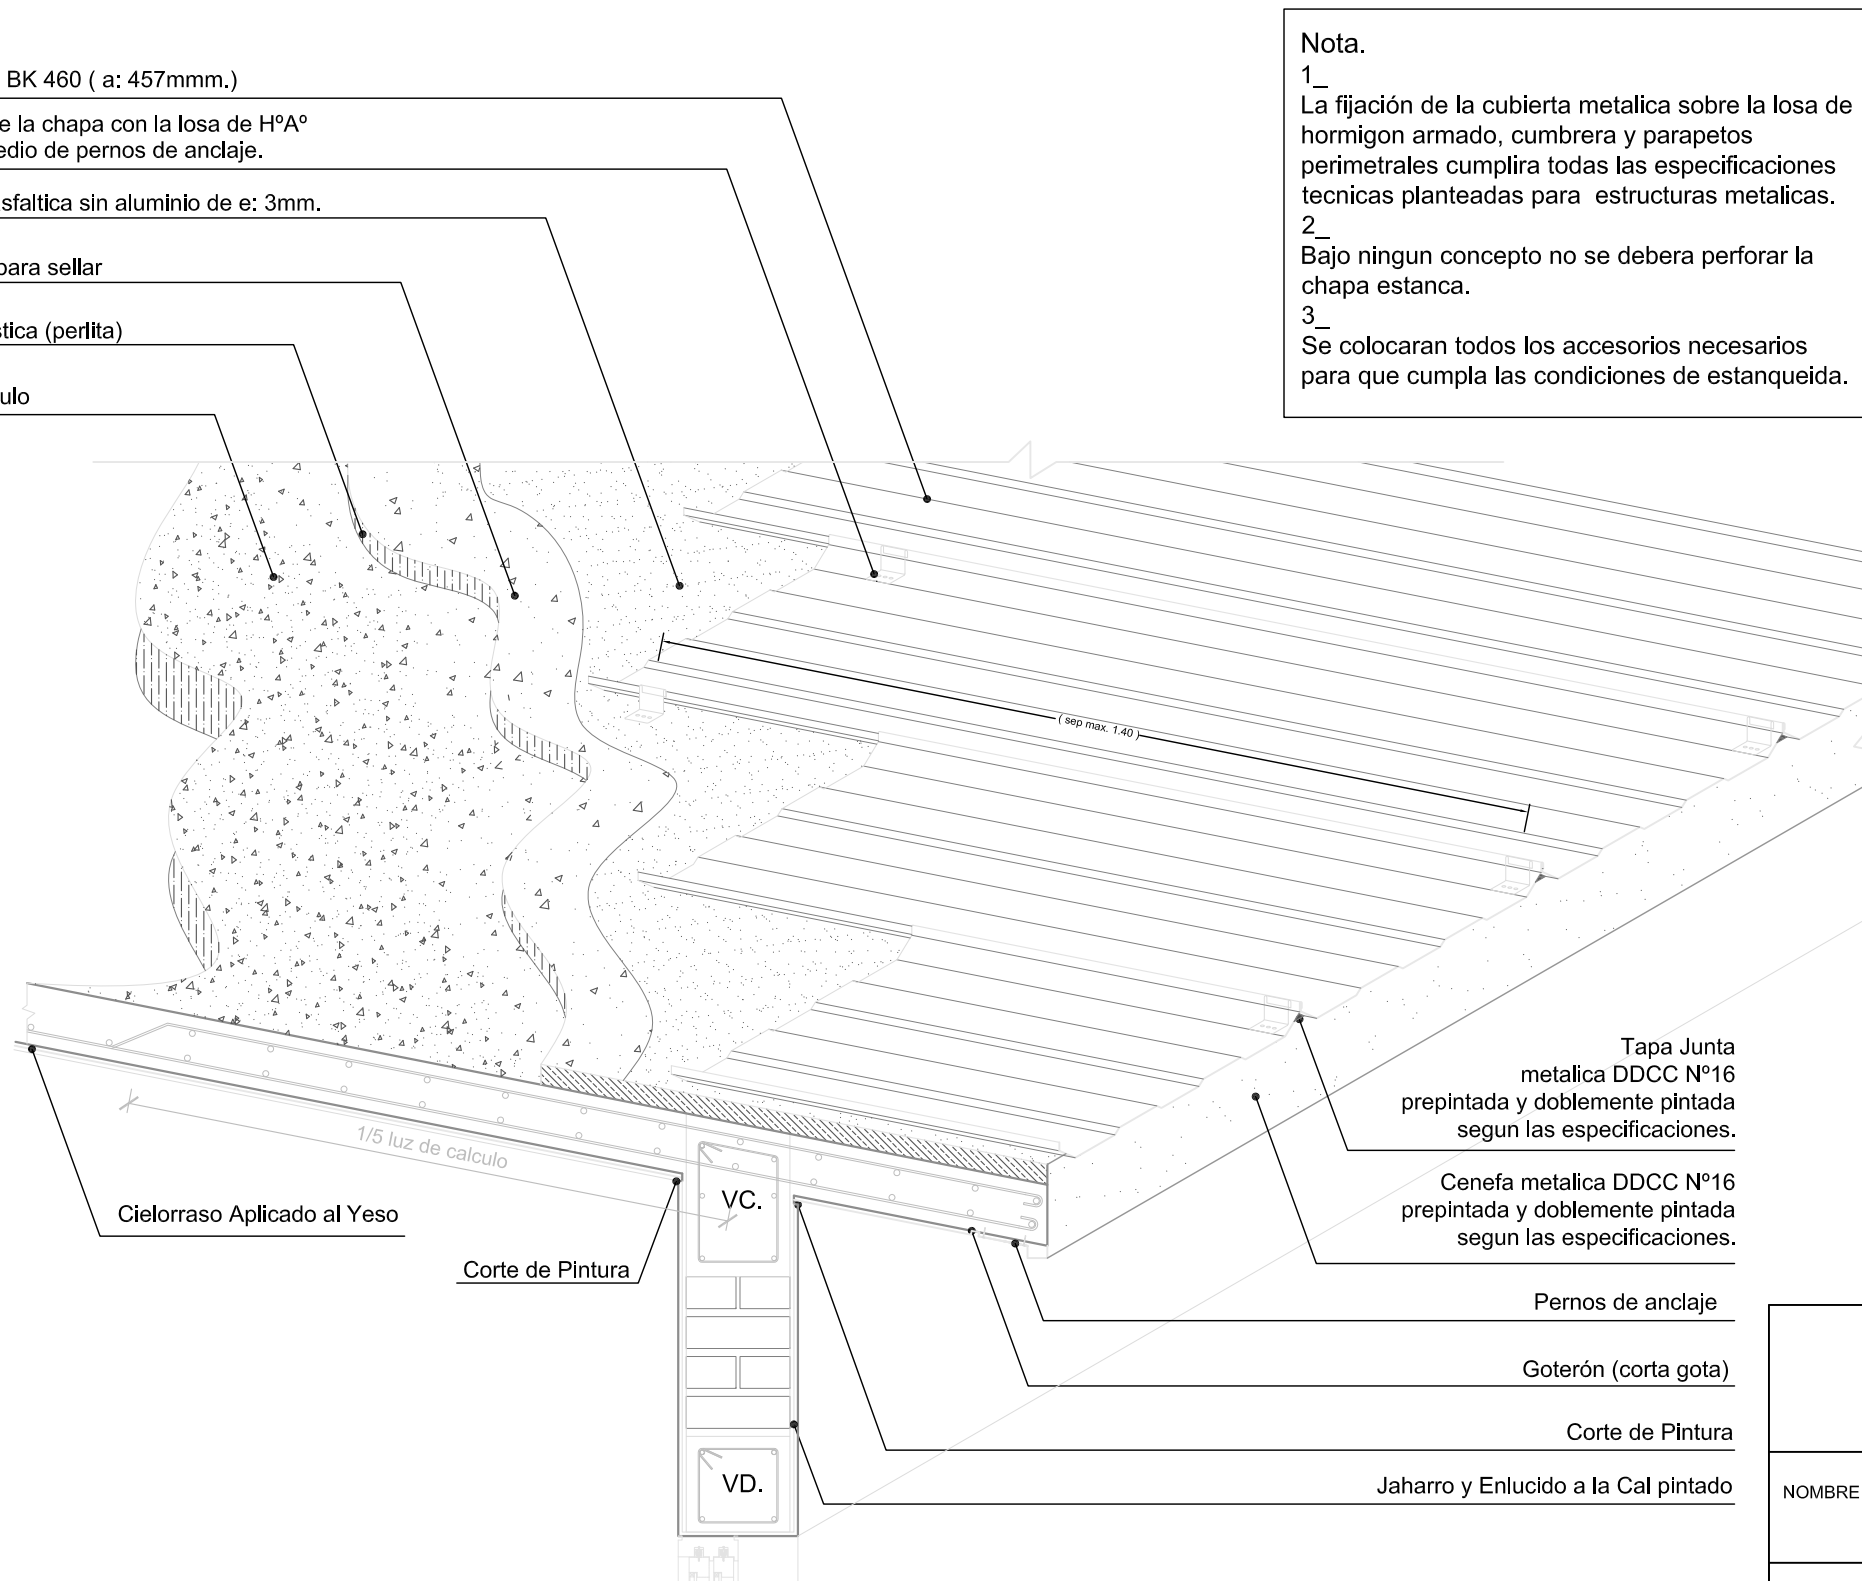 BK 460 ( a: 457mmm.)
e la chapa con la losa de HºAº
edio de pernos de anclaje.
sfaltica sin aluminio de e: 3mm.
para sellar
stica (perlita)
ulo
Nota.
1_
La fijación de la cubierta metalica sobre la losa de
hormigon armado, cumbrera y parapetos
perimetrales cumplira todas las especificaciones
tecnicas planteadas para estructuras metalicas.
2_
Bajo ningun concepto no se debera perforar la
chapa estanca.
3_
Se colocaran todos los accesorios necesarios
para que cumpla las condiciones de estanqueida.
( sep max. 1.40 )
1/5 luz de calculo
Cielorraso Aplicado al Yeso
Corte de Pintura
VC.
VD.
Tapa Junta
metalica DDCC Nº16
prepintada y doblemente pintada
segun las especificaciones.
Cenefa metalica DDCC Nº16
prepintada y doblemente pintada
segun las especificaciones.
Pernos de anclaje
Goterón (corta gota)
Corte de Pintura
Jaharro y Enlucido a la Cal pintado
NOMBRE